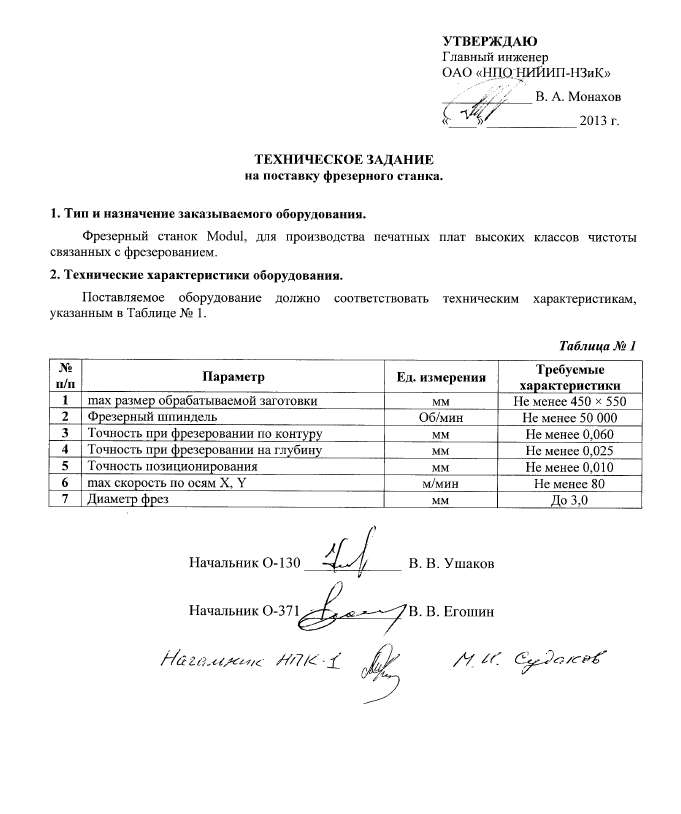 УТВЕРЖДАЮ
Главный инженер
ОАО «НПО НИИИП-НЗиК»
В. А. Монахов
«____» ____________ 2013 г.
ТЕХНИЧЕСКОЕ ЗАДАНИЕ
на поставку фрезерного станка.
1. Тип и назначение заказываемого оборудования.
Фрезерный станок Modul, для производства печатных плат высоких классов чистоты
связанных с фрезерованием.
2. Технические характеристики оборудования.
Поставляемое оборудование должно соответствовать техническим характеристикам,
указанным в Таблице № 1.
Таблица № 1
№ п/п Параметр Ед. измерения Требуемые характеристики
1 max размер обрабатываемой заготовки мм Не менее 450 × 550
2 Фрезерный шпиндель Об/мин Не менее 50 000
3 Точность при фрезеровании по контуру мм Не менее 0,060
4 Точность при фрезеровании на глубину мм Не менее 0,025
5 Точность позиционирования мм Не менее 0,010
6 max скорость по осям X, Y м/мин Не менее 80
7 Диаметр фрез мм До 3,0
Начальник О-130 ____________ В. В. Ушаков
Начальник О-371 ____________ В. В. Егошин
Начальник НПК-1 М.И. Судаков